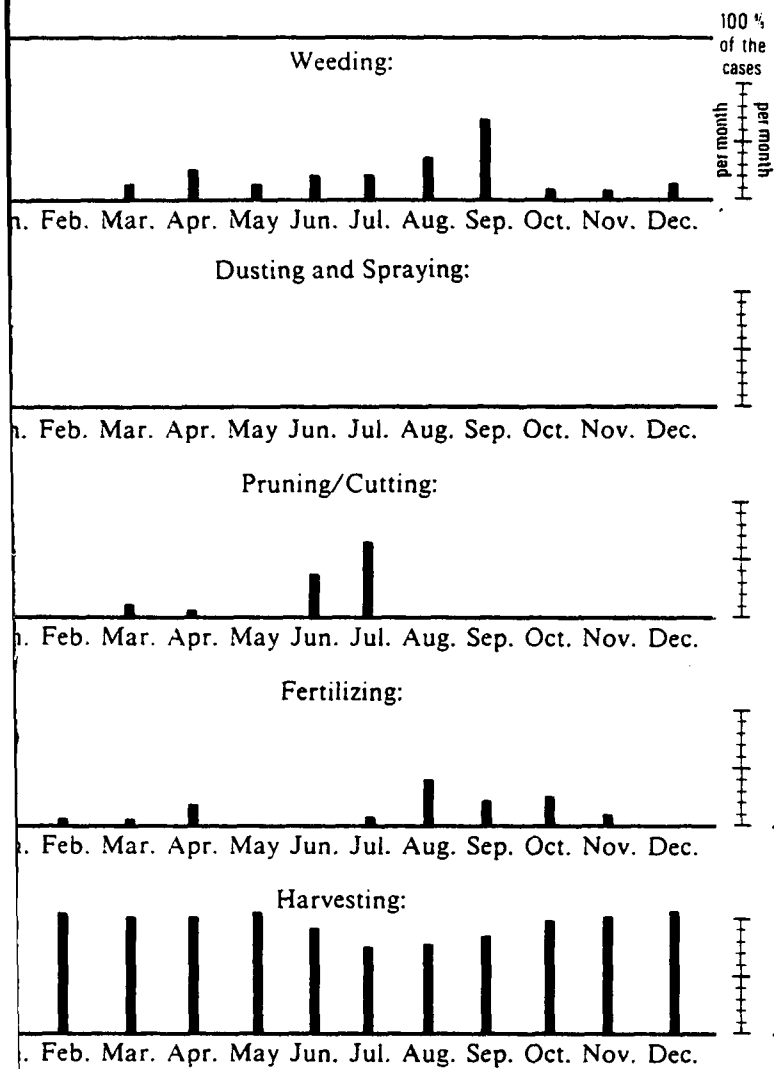 100 %
of the
cases
Weeding:
per month
per month
n. Feb. Mar. Apr. May Jun. Jul. Aug. Sep. Oct. Nov. Dec.
Dusting and Spraying:
n. Feb. Mar. Apr. May Jun. Jul. Aug. Sep. Oct. Nov. Dec.
Pruning/Cutting:
n. Feb. Mar. Apr. May Jun. Jul. Aug. Sep. Oct. Nov. Dec.
Fertilizing:
n. Feb. Mar. Apr. May Jun. Jul. Aug. Sep. Oct. Nov. Dec.
Harvesting:
. Feb. Mar. Apr. May Jun. Jul. Aug. Sep. Oct. Nov. Dec.